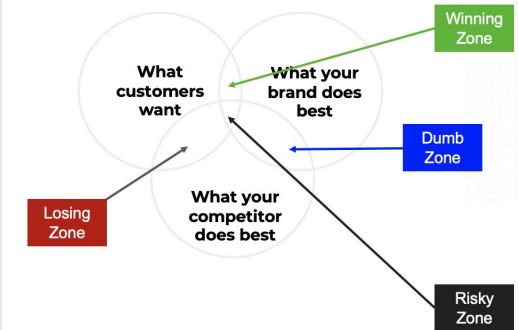 Winning
Zone
What
customers
want
What your
brand does
best
Dumb
Zone
What your
competitor
does best
Losing
Zone
Risky
Zone